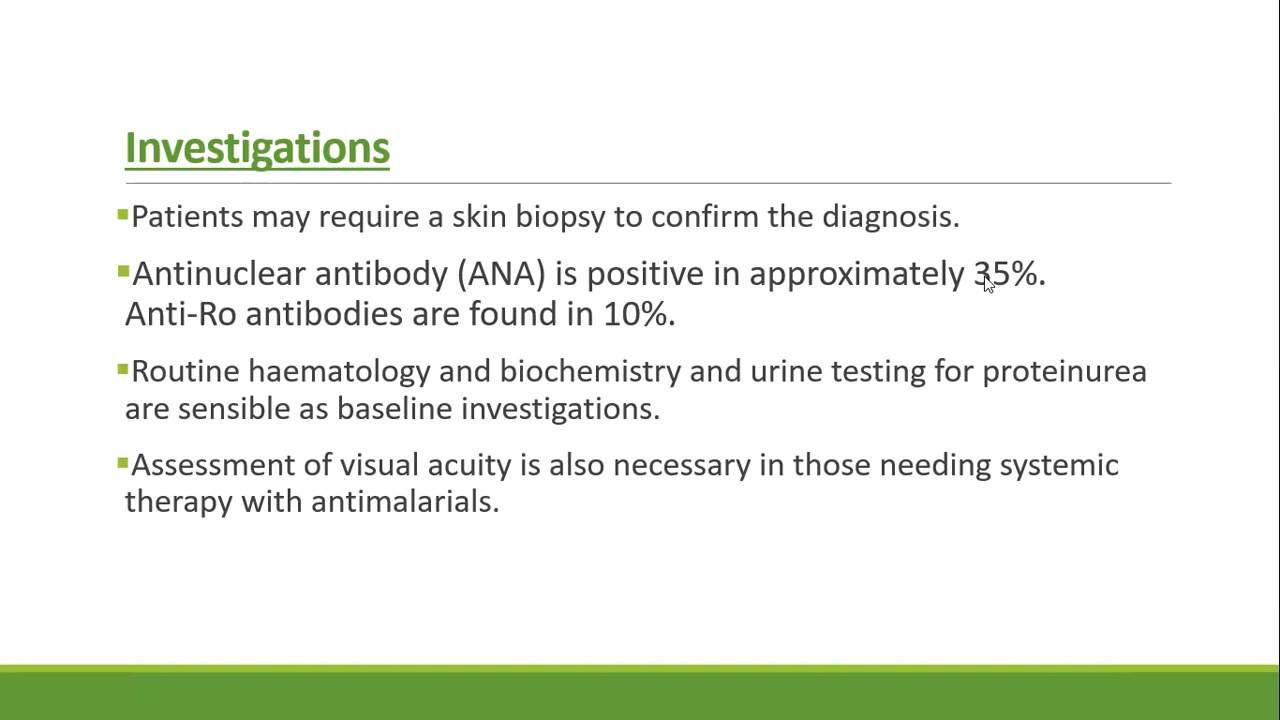 Investigations
▪Patients may require a skin biopsy to confirm the diagnosis.
▪Antinuclear antibody (ANA) is positive in approximately 35%.
Anti-Ro antibodies are found in 10%.
▪Routine haematology and biochemistry and urine testing for proteinurea
are sensible as baseline investigations.
▪Assessment of visual acuity is also necessary in those needing systemic
therapy with antimalarials.